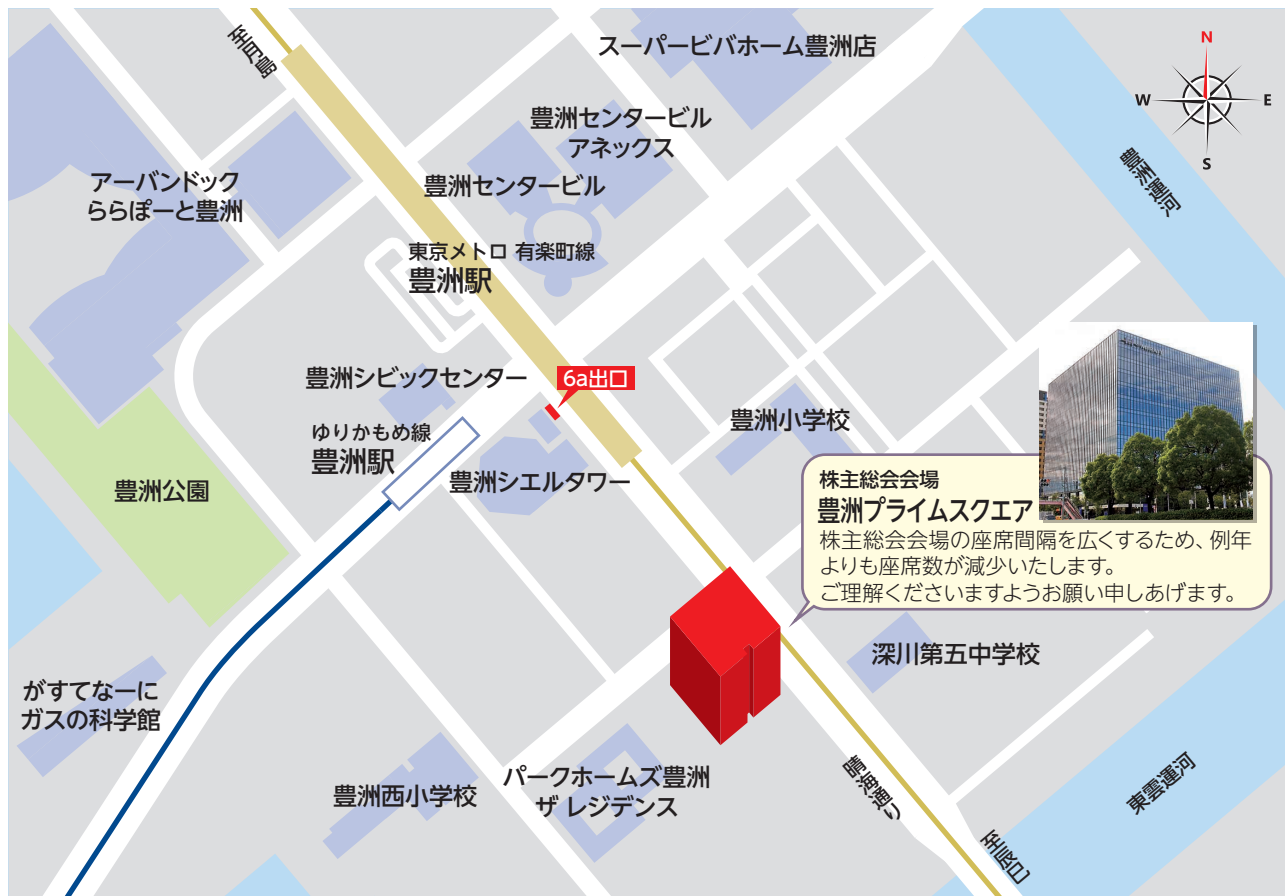 至月島
スーパービバホーム豊洲店
N
W
E
S
豊洲センタービル
アネックス
豊洲運河
アーバンドック
ららぽーと豊洲
豊洲センタービル
東京メトロ 有楽町線
豊洲駅
豊洲シビックセンター
6a出口
ゆりかもめ線
豊洲駅
豊洲小学校
豊洲シエルタワー
豊洲公園
株主総会会場
豊洲プライムスクエア
株主総会会場の座席間隔を広くするため、例年
よりも座席数が減少いたします。
ご理解くださいますようお願い申しあげます。
深川第五中学校
がすてなーに
ガスの科学館
パークホームズ豊洲
ザ レジデンス
豊洲西小学校
晴海通り
東雲運河
至辰巳